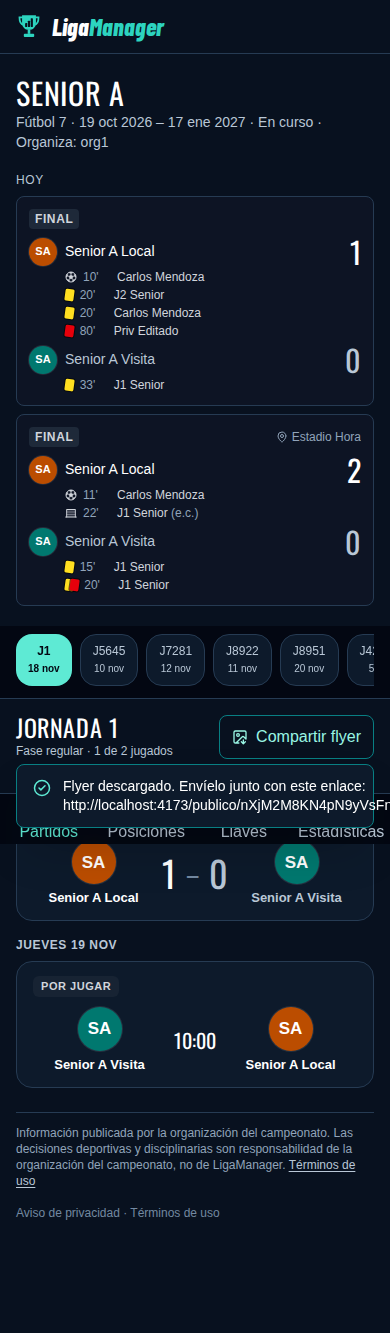 LigaManager
SENIOR A
Fútbol 7 · 19 oct 2026 – 17 ene 2027 · En curso ·
Organiza: org1
HOY
FINAL
SA Senior A Local 1
10' Carlos Mendoza
20' J2 Senior
20' Carlos Mendoza
80' Priv Editado
SA Senior A Visita 0
33' J1 Senior
FINAL Estadio Hora
SA Senior A Local 2
11' Carlos Mendoza
22' J1 Senior (e.c.)
SA Senior A Visita 0
15' J1 Senior
20' J1 Senior
J1 J5645 J7281 J8922 J8951
18 nov 10 nov 12 nov 11 nov 20 nov
JORNADA 1
Fase regular · 1 de 2 jugados
Compartir flyer
Flyer descargado. Envíelo junto con este enlace:
http://localhost:4173/publico/nXjM2M8KN4pN9yVsFr
Partidos Posiciones Llaves Estadísticas
SA 1 – 0 SA
Senior A Local Senior A Visita
JUEVES 19 NOV
POR JUGAR
SA 10:00 SA
Senior A Visita Senior A Local
Información publicada por la organización del campeonato. Las
decisiones deportivas y disciplinarias son responsabilidad de la
organización del campeonato, no de LigaManager. Términos de
uso
Aviso de privacidad · Términos de uso